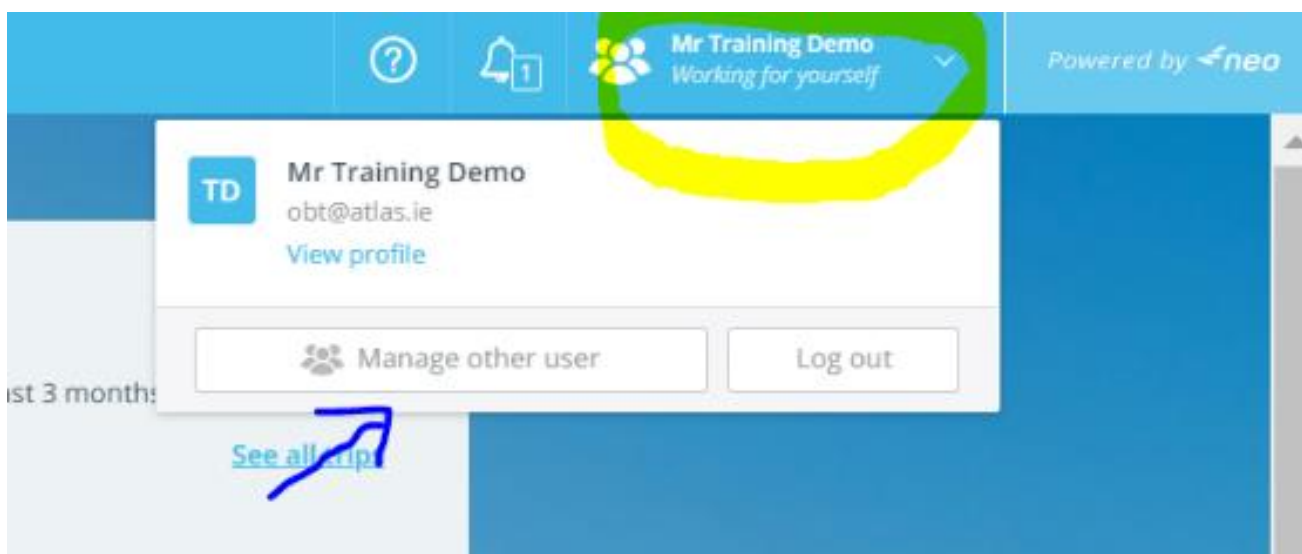 1
Mr Training Demo
Working for yourself
Powered by neo
TD
Mr Training Demo
obt@atlas.ie
View profile
Manage other user
Log out
3 months
See all trips